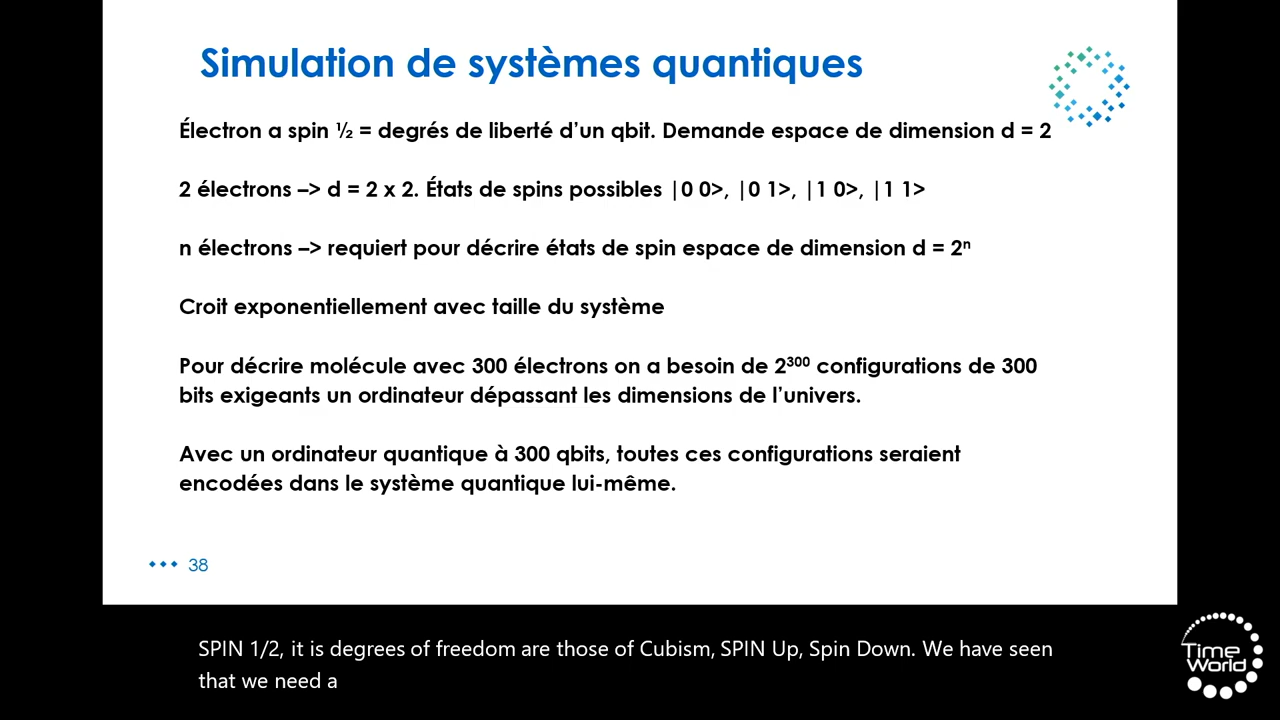 Simulation de systèmes quantiques
Électron a spin ½ = degrés de liberté d’un qbit. Demande espace de dimension d = 2
2 électrons –> d = 2 x 2. États de spins possibles |0 0>, |0 1>, |1 0>, |1 1>
n électrons –> requiert pour décrire états de spin espace de dimension d = 2ⁿ
Croit exponentiellement avec taille du système
Pour décrire molécule avec 300 électrons on a besoin de 2³⁰⁰ configurations de 300
bits exigeants un ordinateur dépassant les dimensions de l’univers.
Avec un ordinateur quantique à 300 qbits, toutes ces configurations seraient
encodées dans le système quantique lui-même.
38
SPIN 1/2, it is degrees of freedom are those of Cubism, SPIN Up, Spin Down. We have seen
that we need a
Time
World